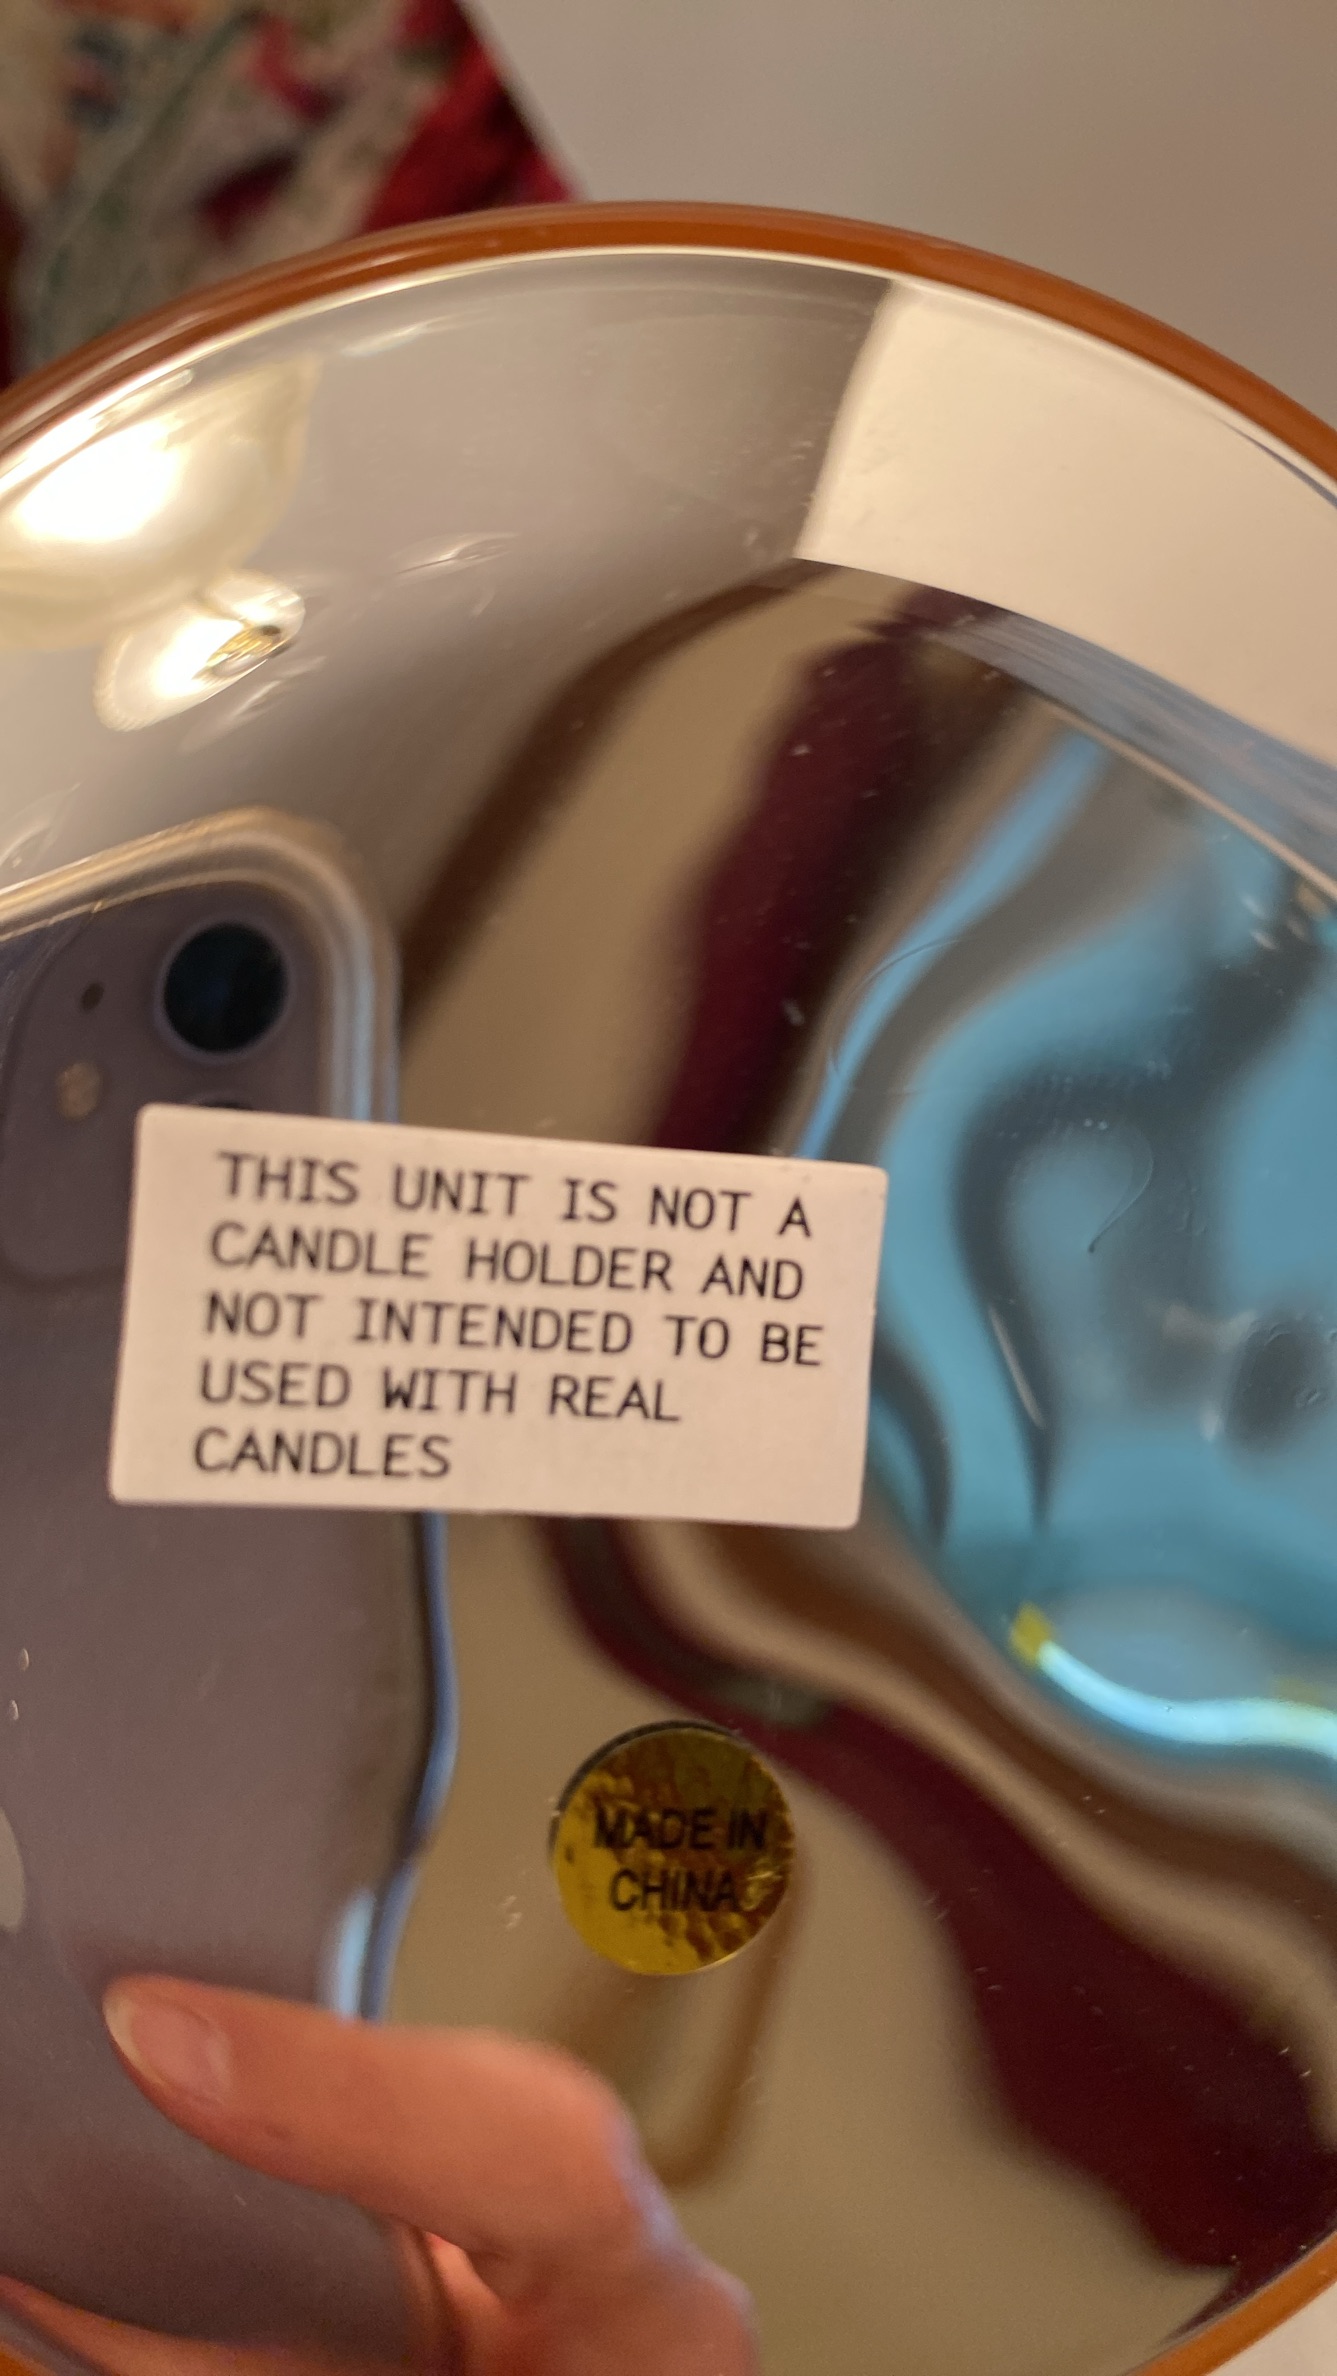 THIS UNIT IS NOT A
CANDLE HOLDER AND
NOT INTENDED TO BE
USED WITH REAL
CANDLES
MADE IN
CHINA